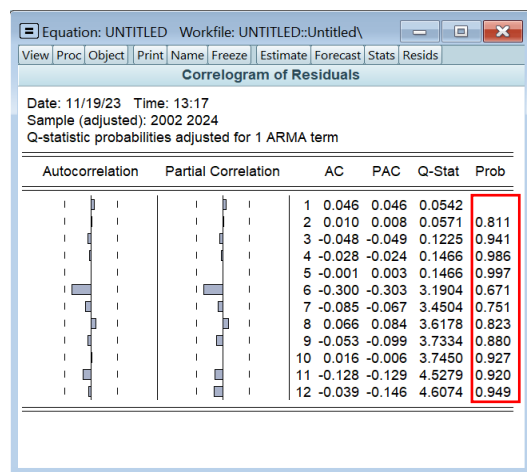 Equation: UNTITLED Workfile: UNTITLED::Untitled\
View Proc Object Print Name Freeze Estimate Forecast Stats Resids
Correlogram of Residuals
Date: 11/19/23 Time: 13:17
Sample (adjusted): 2002 2024
Q-statistic probabilities adjusted for 1 ARMA term
Autocorrelation Partial Correlation AC PAC Q-Stat Prob
1 0.046 0.046 0.0542
2 0.010 0.008 0.0571 0.811
3 -0.048 -0.049 0.1225 0.941
4 -0.028 -0.024 0.1466 0.986
5 -0.001 0.003 0.1466 0.997
6 -0.300 -0.303 3.1904 0.671
7 -0.085 -0.067 3.4504 0.751
8 0.066 0.084 3.6178 0.823
9 -0.053 -0.099 3.7334 0.880
10 0.016 -0.006 3.7450 0.927
11 -0.128 -0.129 4.5279 0.920
12 -0.039 -0.146 4.6074 0.949